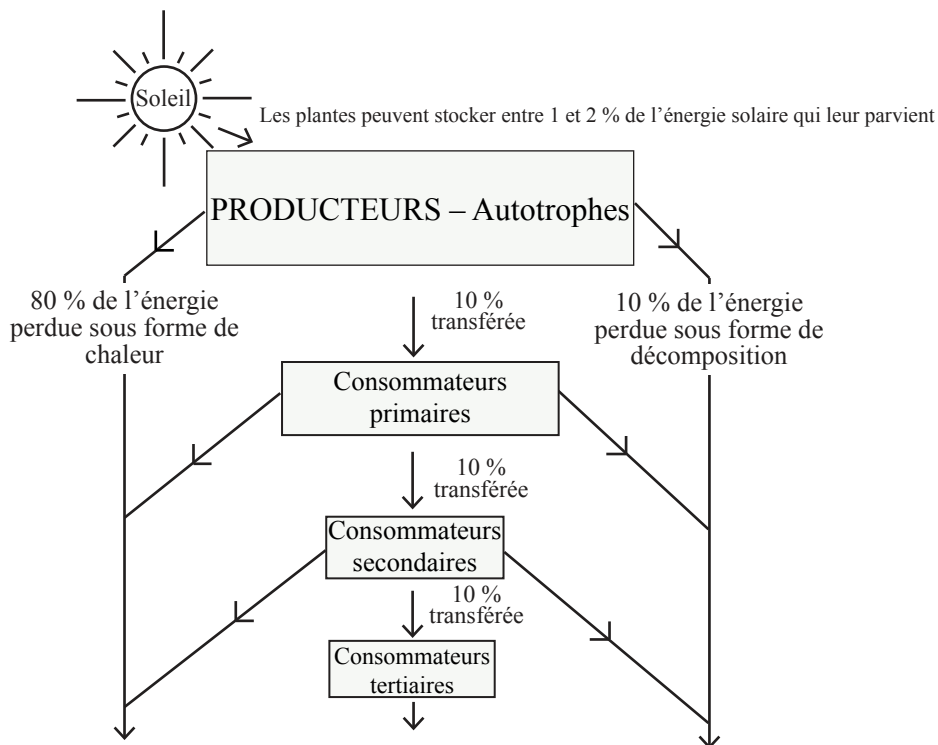 Soleil
Les plantes peuvent stocker entre 1 et 2 % de l’énergie solaire qui leur parvient
PRODUCTEURS – Autotrophes
80 % de l’énergie
perdue sous forme de
chaleur
10 %
transférée
10 % de l’énergie
perdue sous forme de
décomposition
Consommateurs
primaires
10 %
transférée
Consommateurs
secondaires
10 %
transférée
Consommateurs
tertiaires